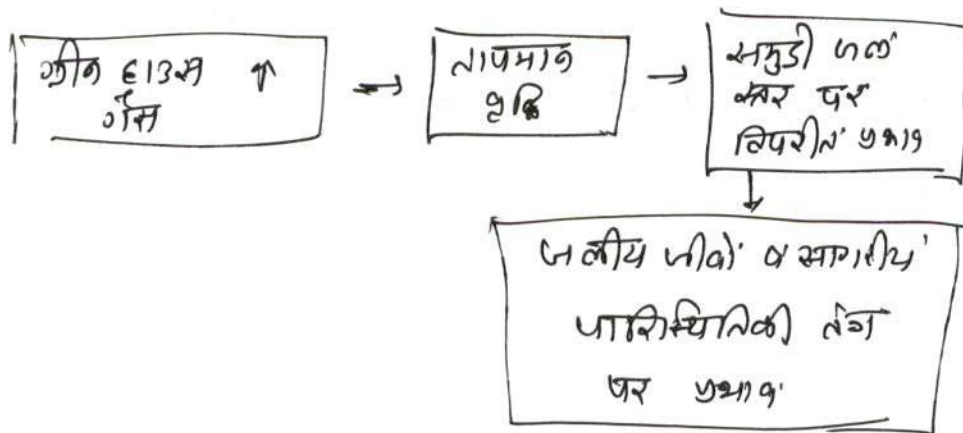 ग्रीन हाउस ↑
गैस
→
तापमान
वृद्धि
→
समुद्री जल
स्तर पर
विपरीत प्रभाव
↓
जलीय जीवों व सागरीय
पारिस्थितिकी तंत्र
पर प्रभाव